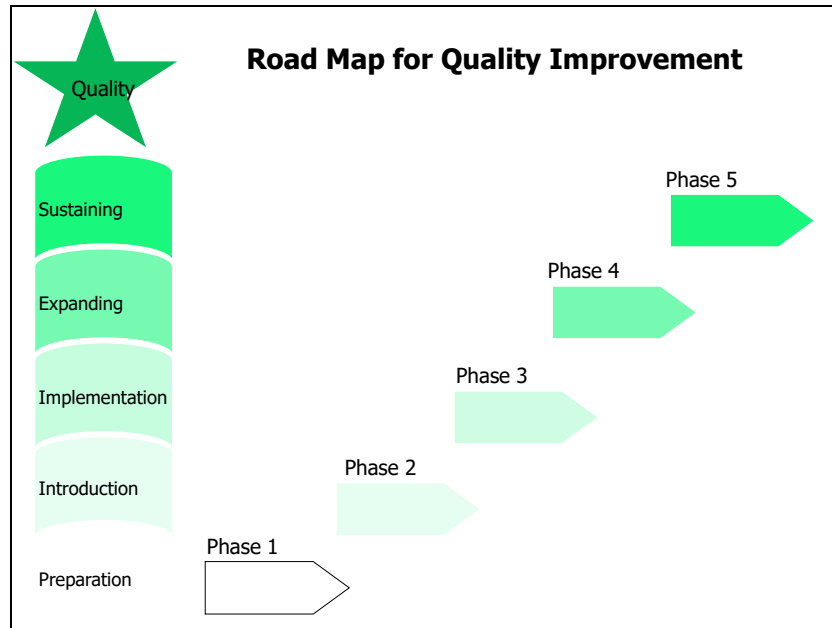 Road Map for Quality Improvement
Quality
Phase 5
Sustaining
Phase 4
Expanding
Phase 3
Implementation
Phase 2
Introduction
Phase 1
Preparation